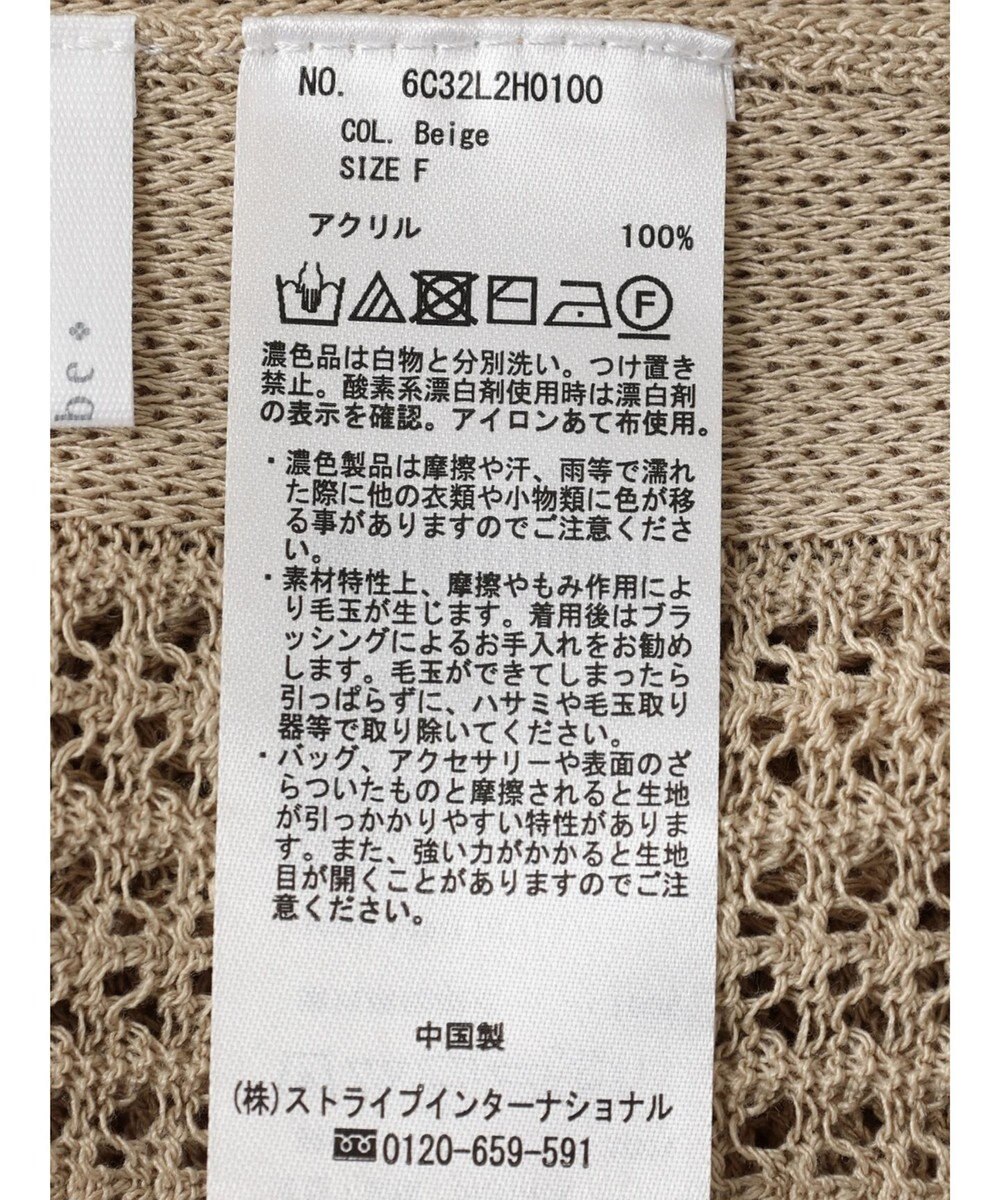 NO. 6C32L2H0100
COL. Beige
SIZE F
アクリル 100%
F
濃色品は白物と分別洗い。つけ置き
禁止。酸素系漂白剤使用時は漂白剤
の表示を確認。アイロンあて布使用。
・濃色製品は摩擦や汗、雨等で濡れ
た際に他の衣類や小物類に色が移
る事がありますのでご注意くださ
い。
・素材特性上、摩擦やもみ作用によ
り毛玉が生じます。着用後はブラ
ッシングによるお手入れをお勧め
します。毛玉ができてしまったら
引っぱらずに、ハサミや毛玉取り
器等で取り除いてください。
・バッグ、アクセサリーや表面のざ
らついたものと摩擦されると生地
が引っかかりやすい特性がありま
す。また、強い力がかかると生地
目が開くことがありますのでご注
意ください。
中国製
(株)ストライプインターナショナル
0120-659-591
be